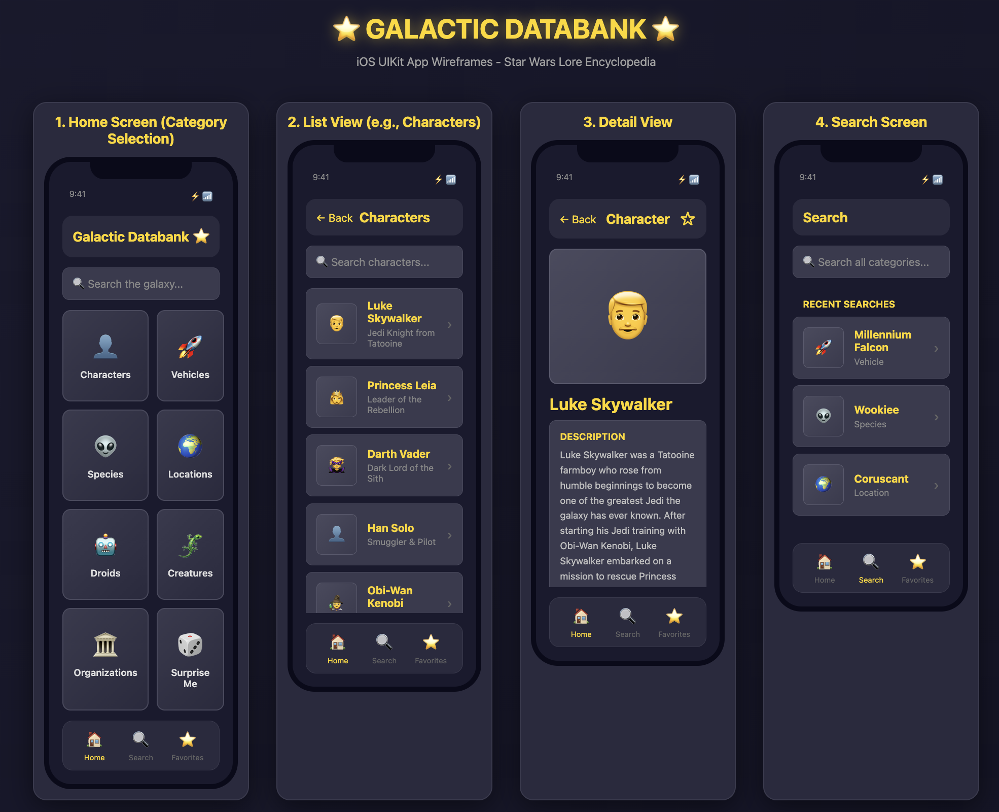 GALACTIC DATABANK
iOS UIKit App Wireframes - Star Wars Lore Encyclopedia
1. Home Screen (Category
Selection)
9:41
Galactic Databank
Search the galaxy...
Characters
Vehicles
Species
Locations
Droids
Creatures
Organizations
Surprise
Me
Home
Search
Favorites
2. List View (e.g., Characters)
9:41
← Back Characters
Search characters...
Luke
Skywalker
Jedi Knight from
Tatooine
›
Princess Leia
Leader of the
Rebellion
›
Darth Vader
Dark Lord of the
Sith
›
Han Solo
Smuggler & Pilot
›
Obi-Wan
Kenobi
›
Home
Search
Favorites
3. Detail View
9:41
← Back Character ☆
Luke Skywalker
DESCRIPTION
Luke Skywalker was a Tatooine
farmboy who rose from
humble beginnings to become
one of the greatest Jedi the
galaxy has ever known. After
starting his Jedi training with
Obi-Wan Kenobi, Luke
Skywalker embarked on a
mission to rescue Princess
Home
Search
Favorites
4. Search Screen
9:41
Search
Search all categories...
RECENT SEARCHES
Millennium
Falcon
Vehicle
›
Wookiee
Species
›
Coruscant
Location
›
Home
Search
Favorites